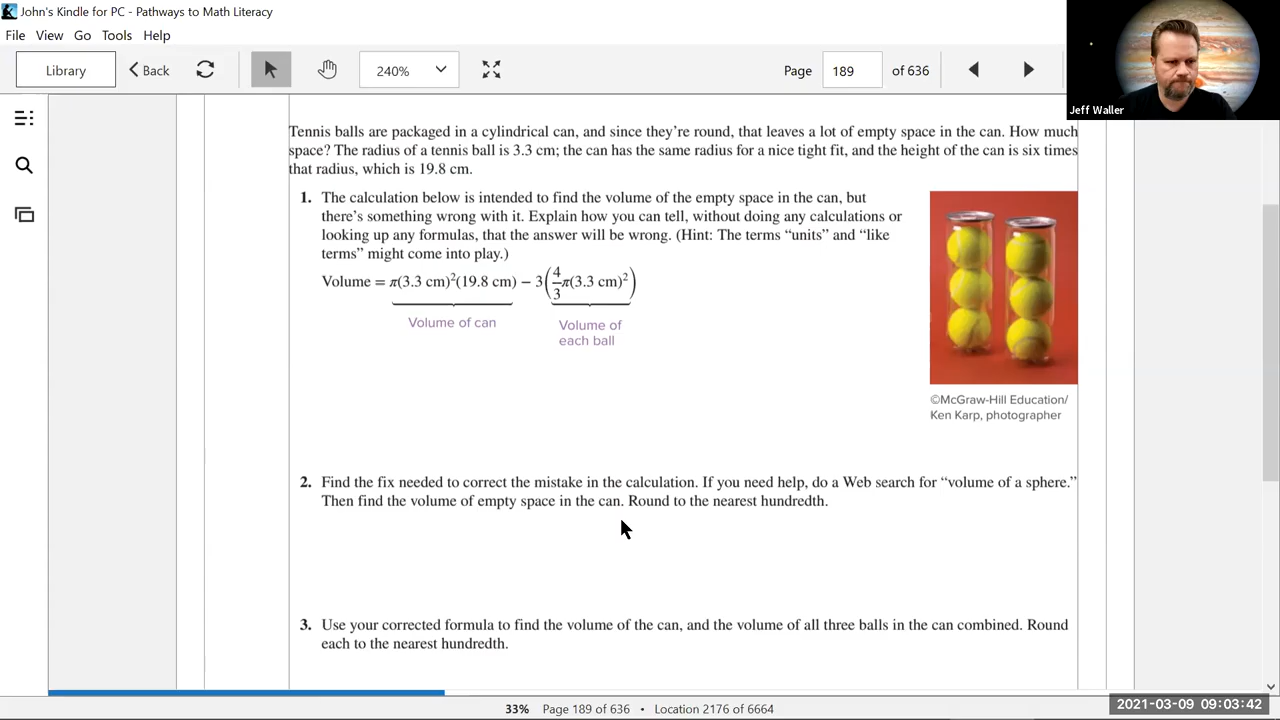 John's Kindle for PC - Pathways to Math Literacy
File View Go Tools Help
Library Back 240% Page 189 of 636
Jeff Waller
Tennis balls are packaged in a cylindrical can, and since they're round, that leaves a lot of empty space in the can. How much
space? The radius of a tennis ball is 3.3 cm; the can has the same radius for a nice tight fit, and the height of the can is six times
that radius, which is 19.8 cm.
1. The calculation below is intended to find the volume of the empty space in the can, but
there's something wrong with it. Explain how you can tell, without doing any calculations or
looking up any formulas, that the answer will be wrong. (Hint: The terms “units” and “like
terms” might come into play.)
Volume = π(3.3 cm)²(19.8 cm) − 3(4/3π(3.3 cm)²)
Volume of can
Volume of
each ball
©McGraw-Hill Education/
Ken Karp, photographer
2. Find the fix needed to correct the mistake in the calculation. If you need help, do a Web search for “volume of a sphere.”
Then find the volume of empty space in the can. Round to the nearest hundredth.
3. Use your corrected formula to find the volume of the can, and the volume of all three balls in the can combined. Round
each to the nearest hundredth.
33% Page 189 of 636 • Location 2176 of 6664
2021-03-09 09:03:42